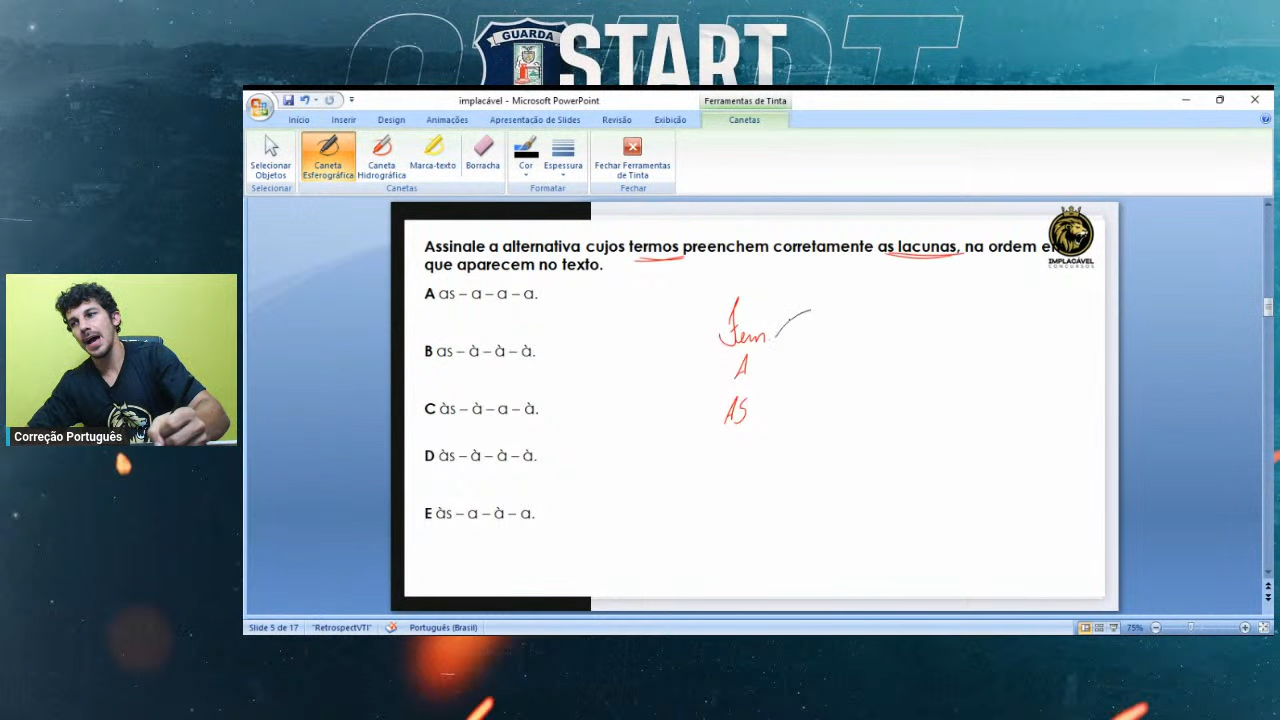 GUARDA
START
implacável - Microsoft PowerPoint
Ferramentas de Tinta
Início Inserir Design Animações Apresentação de Slides Revisão Exibição Canetas
Selecionar Objetos
Caneta Esferográfica
Caneta Hidrográfica
Marca-texto
Borracha
Cor
Espessura
Fechar Ferramentas de Tinta
Selecionar Canetas Formatar Fechar
Assinale a alternativa cujos termos preenchem corretamente as lacunas, na ordem em
que aparecem no texto.
IMPLACÁVEL
CONCURSOS
A as – a – a – a.
B as – à – à – à.
C às – à – a – à.
D às – à – à – à.
E às – a – à – a.
Fem
A
AS
Correção Português
Slide 5 de 17 "RetrospectVTI" Português (Brasil) 75%